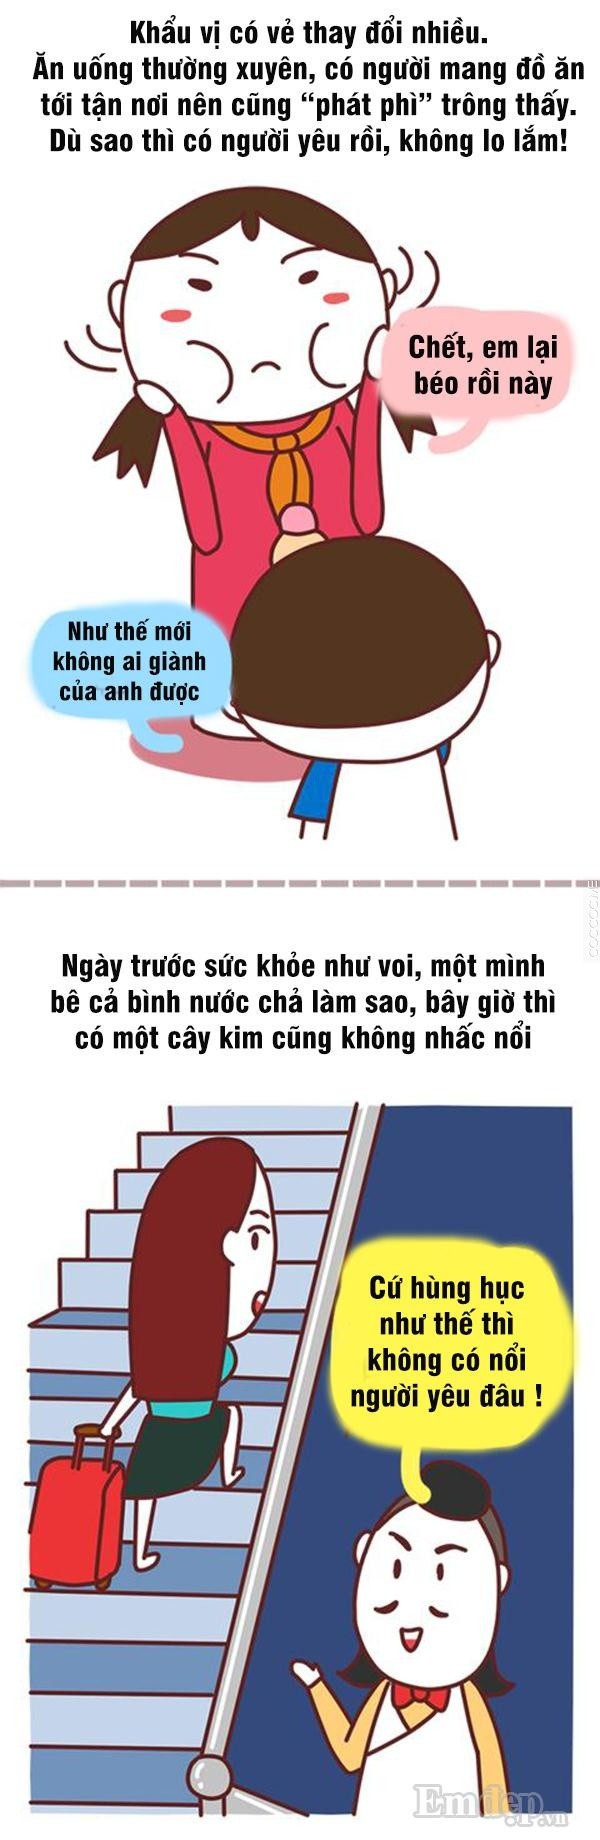 Khẩu vị có vẻ thay đổi nhiều.
Ăn uống thường xuyên, có người mang đồ ăn
tới tận nơi nên cũng “phát phì” trông thấy.
Dù sao thì có người yêu rồi, không lo lắm!
Chết, em lại
béo rồi này
Như thế mới
không ai giành
của anh được
Ngày trước sức khỏe như voi, một mình
bê cả bình nước chả làm sao, bây giờ thì
có một cây kim cũng không nhấc nổi
Cứ hùng hục
như thế thì
không có nổi
người yêu đâu !
Emdep.vn